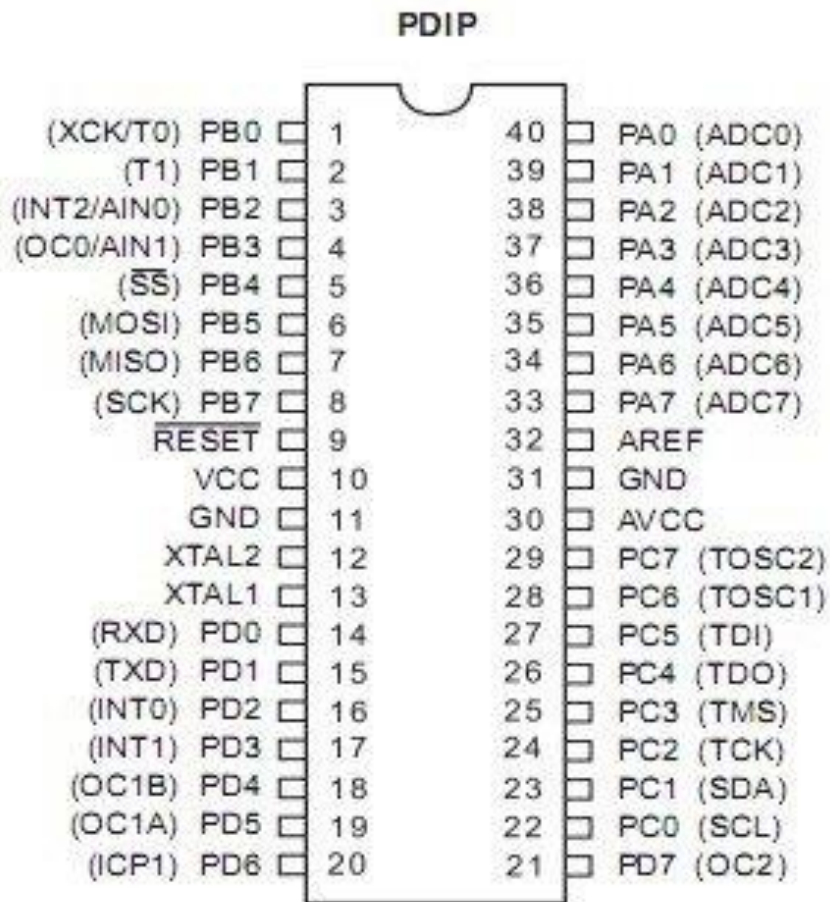 PDIP
(XCK/T0) PB0 1 40 PA0 (ADC0)
(T1) PB1 2 39 PA1 (ADC1)
(INT2/AIN0) PB2 3 38 PA2 (ADC2)
(OC0/AIN1) PB3 4 37 PA3 (ADC3)
(S̅S̅) PB4 5 36 PA4 (ADC4)
(MOSI) PB5 6 35 PA5 (ADC5)
(MISO) PB6 7 34 PA6 (ADC6)
(SCK) PB7 8 33 PA7 (ADC7)
R̅E̅S̅E̅T̅ 9 32 AREF
VCC 10 31 GND
GND 11 30 AVCC
XTAL2 12 29 PC7 (TOSC2)
XTAL1 13 28 PC6 (TOSC1)
(RXD) PD0 14 27 PC5 (TDI)
(TXD) PD1 15 26 PC4 (TDO)
(INT0) PD2 16 25 PC3 (TMS)
(INT1) PD3 17 24 PC2 (TCK)
(OC1B) PD4 18 23 PC1 (SDA)
(OC1A) PD5 19 22 PC0 (SCL)
(ICP1) PD6 20 21 PD7 (OC2)